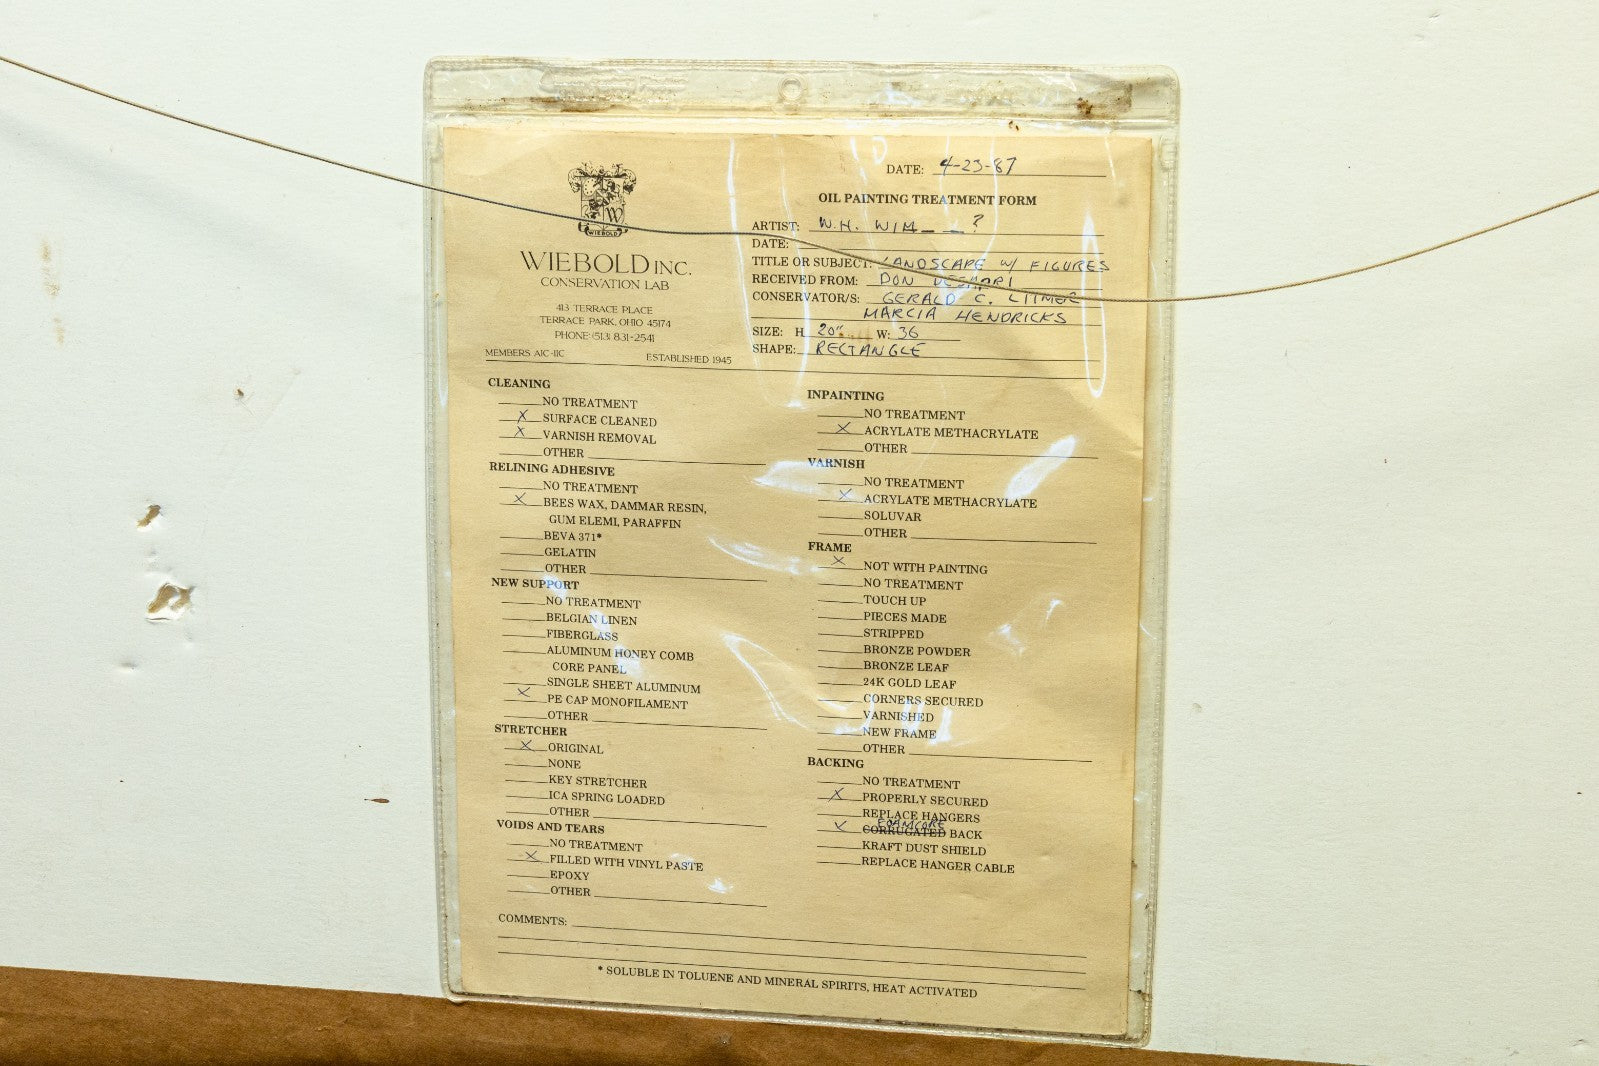 DATE: 4-23-87
OIL PAINTING TREATMENT FORM
ARTIST: W.H. WIM_ _ ?
DATE:
TITLE OR SUBJECT: LANDSCAPE W/ FIGURES
RECEIVED FROM: DON
CONSERVATOR/S: GERALD C. LITMER
MARCIA HENDRICKS
SIZE: H 20" W: 36
SHAPE: RECTANGLE
W
WIEBOLD
WIEBOLD INC.
CONSERVATION LAB
413 TERRACE PLACE
TERRACE PARK, OHIO 45174
PHONE: (513) 831-2541
MEMBERS AIC-IIC ESTABLISHED 1945
CLEANING
NO TREATMENT
X SURFACE CLEANED
X VARNISH REMOVAL
OTHER
RELINING ADHESIVE
NO TREATMENT
X BEES WAX, DAMMAR RESIN,
GUM ELEMI, PARAFFIN
BEVA 371*
GELATIN
OTHER
NEW SUPPORT
NO TREATMENT
BELGIAN LINEN
FIBERGLASS
ALUMINUM HONEY COMB
CORE PANEL
SINGLE SHEET ALUMINUM
X PE CAP MONOFILAMENT
OTHER
STRETCHER
X ORIGINAL
NONE
KEY STRETCHER
ICA SPRING LOADED
OTHER
VOIDS AND TEARS
NO TREATMENT
X FILLED WITH VINYL PASTE
EPOXY
OTHER
INPAINTING
NO TREATMENT
X ACRYLATE METHACRYLATE
OTHER
VARNISH
NO TREATMENT
X ACRYLATE METHACRYLATE
SOLUVAR
OTHER
FRAME
X NOT WITH PAINTING
NO TREATMENT
TOUCH UP
PIECES MADE
STRIPPED
BRONZE POWDER
BRONZE LEAF
24K GOLD LEAF
CORNERS SECURED
VARNISHED
NEW FRAME
OTHER
BACKING
NO TREATMENT
X PROPERLY SECURED
REPLACE HANGERS
FOAMCORE
X CORRUGATED BACK
KRAFT DUST SHIELD
REPLACE HANGER CABLE
COMMENTS:
* SOLUBLE IN TOLUENE AND MINERAL SPIRITS, HEAT ACTIVATED